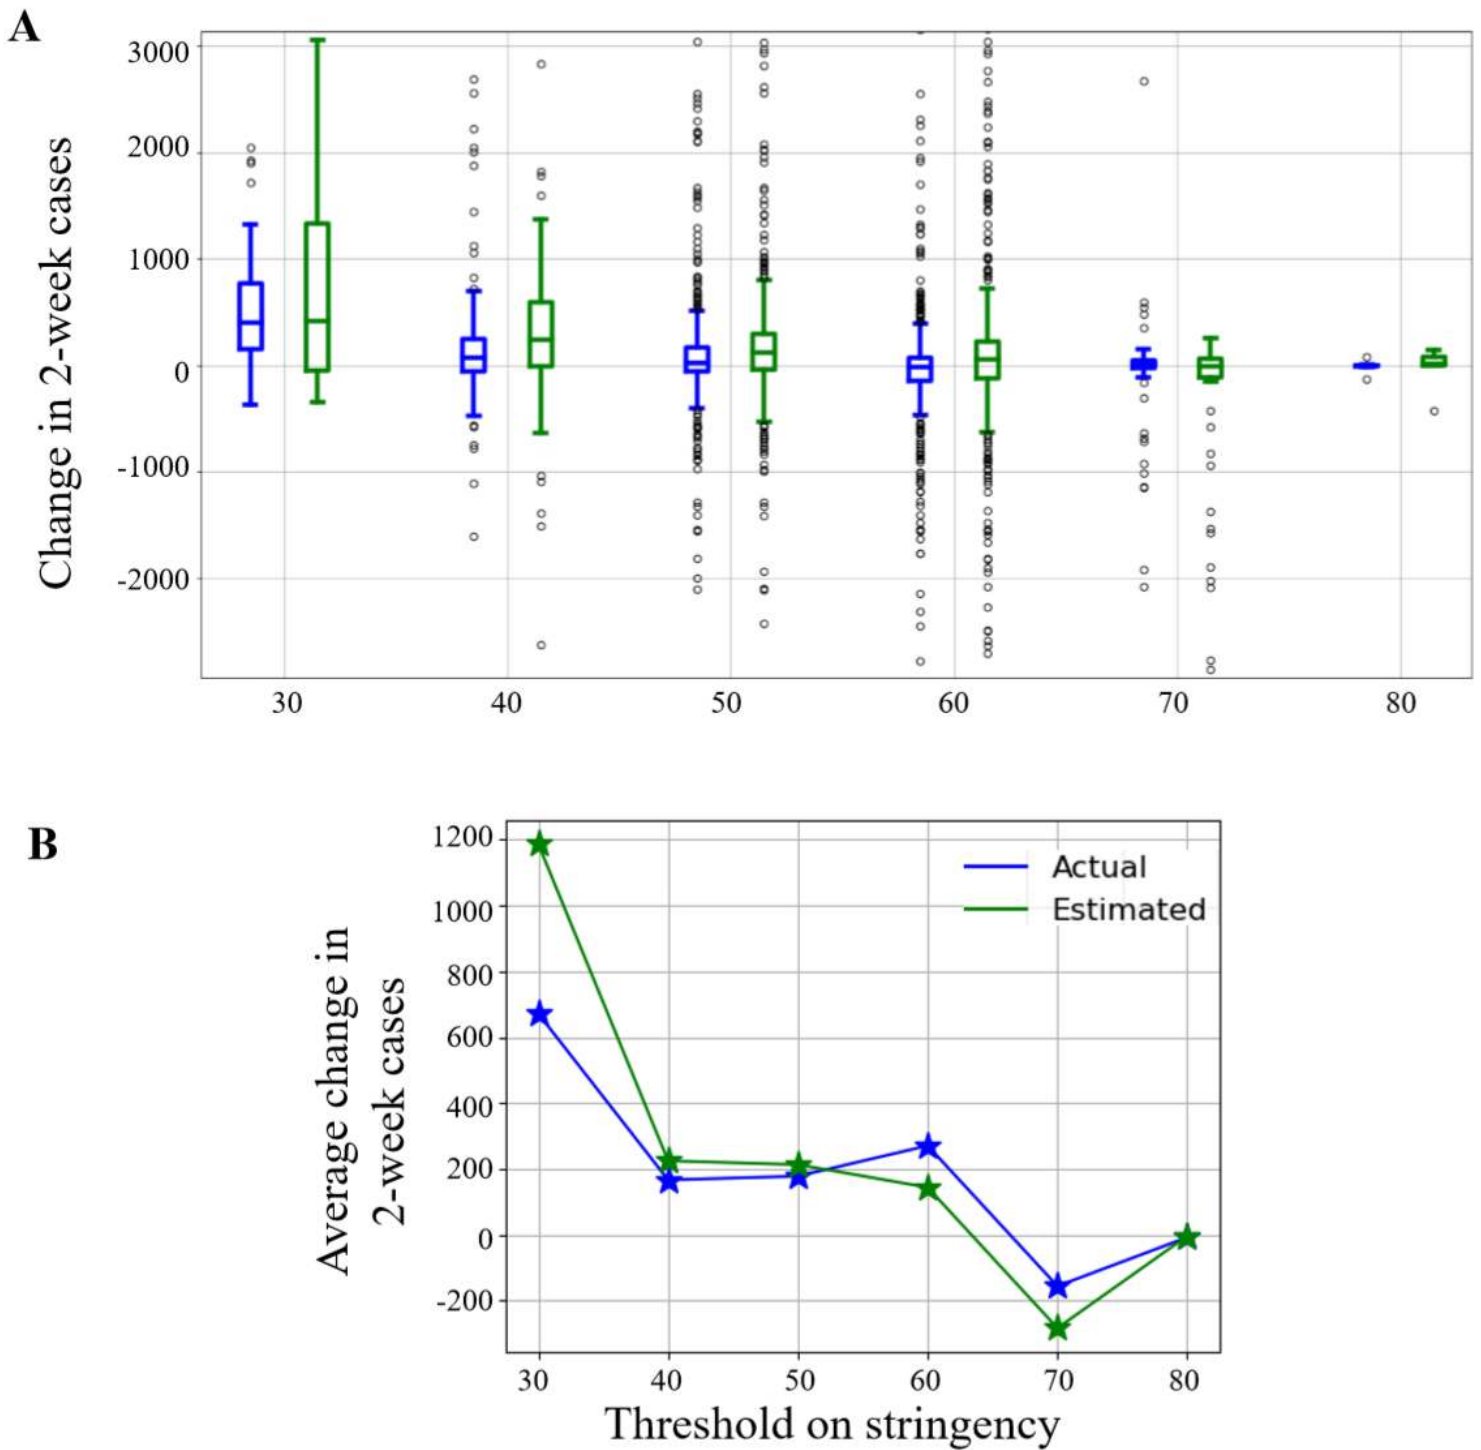 A
Change in 2-week cases
3000
2000
1000
0
-1000
-2000
30 40 50 60 70 80
B
Average change in
2-week cases
1200
1000
800
600
400
200
0
-200
Actual
Estimated
30 40 50 60 70 80
Threshold on stringency